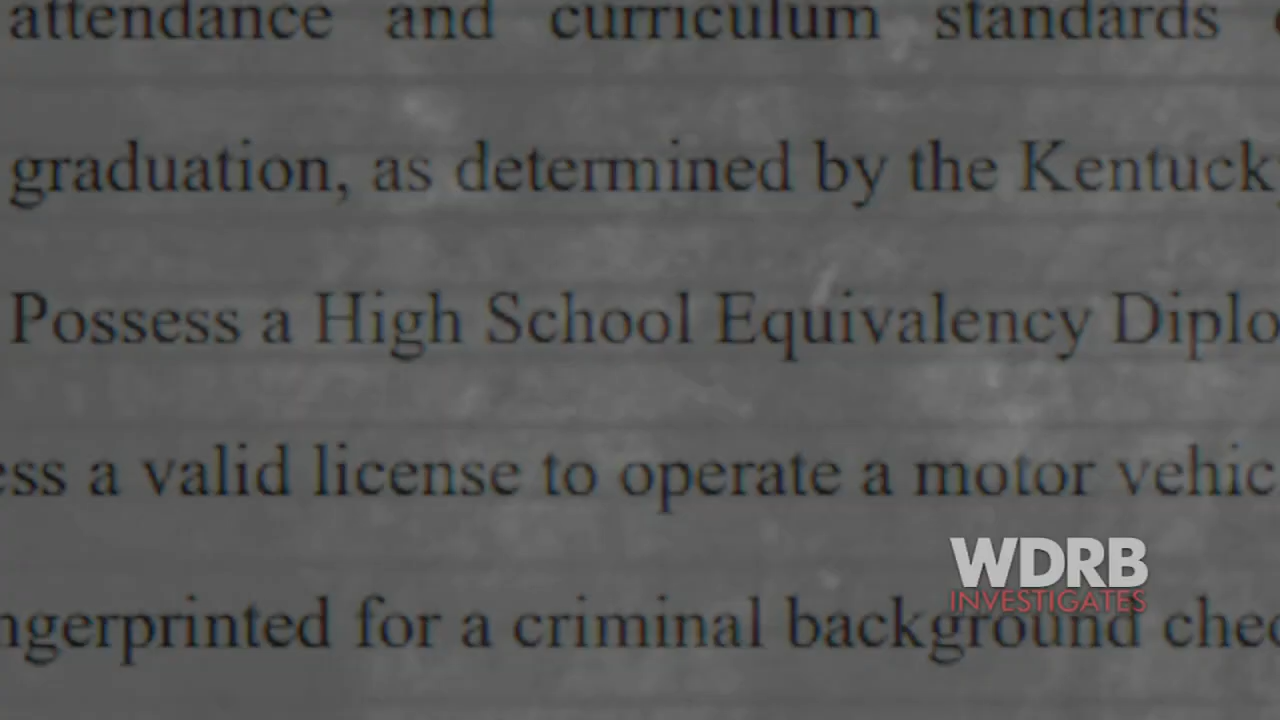 attendance and curriculum standards
graduation, as determined by the Kentuck
Possess a High School Equivalency Diplo
ess a valid license to operate a motor vehic
ngerprinted for a criminal background chec
WDRB
INVESTIGATES